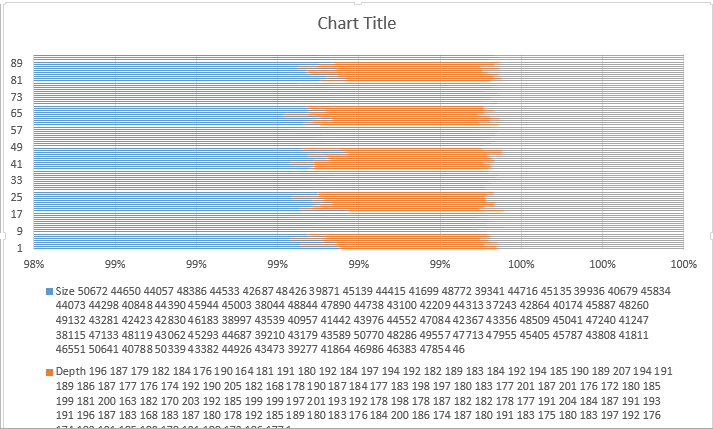 Chart Title
89
81
73
65
57
49
41
33
25
17
9
1
98% 99% 99% 99% 99% 99% 100% 100% 100%
Size 50672 44650 44057 48386 44533 42687 48426 39871 45139 44415 41699 48772 39341 44716 45135 39936 40679 45834
44073 44298 40848 44390 45944 45003 38044 48844 47890 44738 43100 42209 44313 37243 42864 40174 45887 48260
49132 43281 42423 42830 46183 38997 43539 40957 41442 43976 44552 47084 42367 43356 48509 45041 47240 41247
38115 47133 48119 43062 45293 44687 39210 43179 43589 50770 48286 49557 47713 47955 45405 45787 43808 41811
46551 50641 40788 50339 43382 44926 43473 39277 41864 46986 46383 47854 46
Depth 196 187 179 182 184 176 190 164 181 191 180 192 184 197 194 192 182 189 183 184 192 194 185 190 189 207 194 191
189 186 187 177 176 174 192 190 205 182 168 178 190 187 184 177 183 198 197 180 183 177 201 187 201 176 172 180 185
199 181 200 163 182 170 203 192 185 199 199 197 201 193 192 178 198 178 187 182 182 178 177 191 204 184 187 191 193
191 196 187 183 168 183 187 180 178 192 185 189 180 183 176 184 200 186 174 187 180 191 183 175 180 183 197 192 176